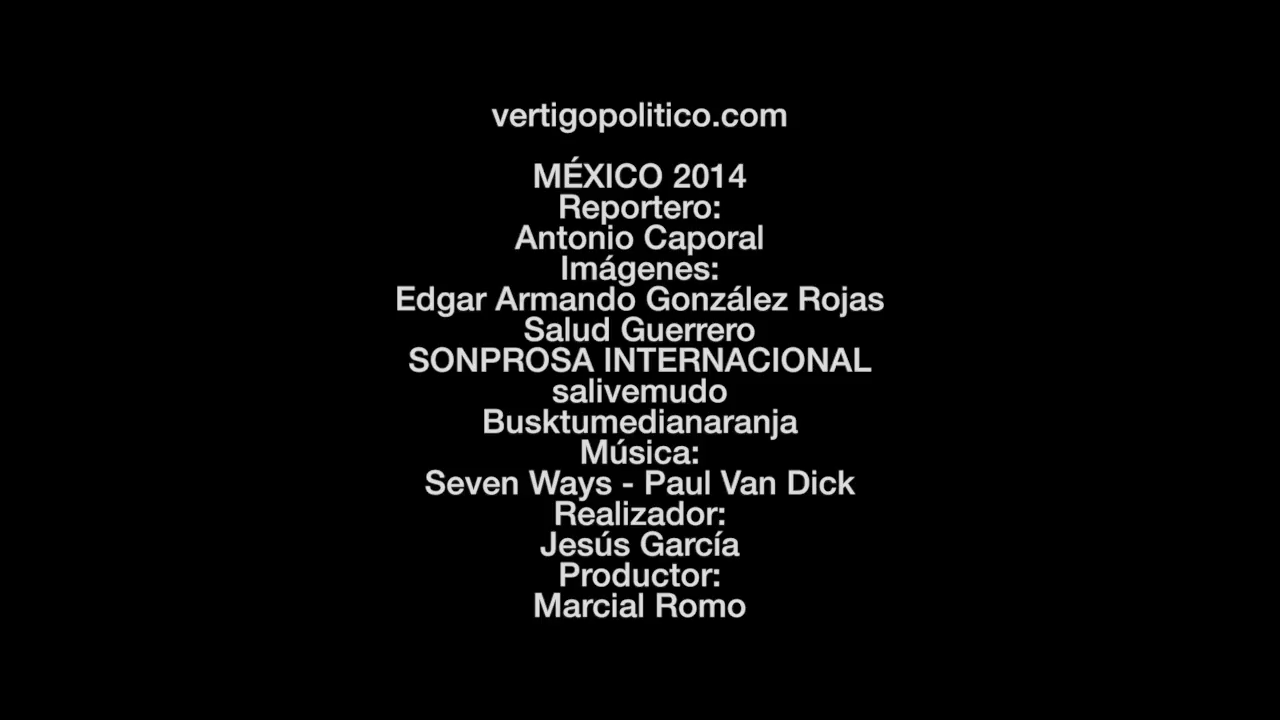 vertigopolitico.com
MÉXICO 2014
Reportero:
Antonio Caporal
Imágenes:
Edgar Armando González Rojas
Salud Guerrero
SONPROSA INTERNACIONAL
salivemudo
Busktumedianaranja
Música:
Seven Ways - Paul Van Dick
Realizador:
Jesús García
Productor:
Marcial Romo